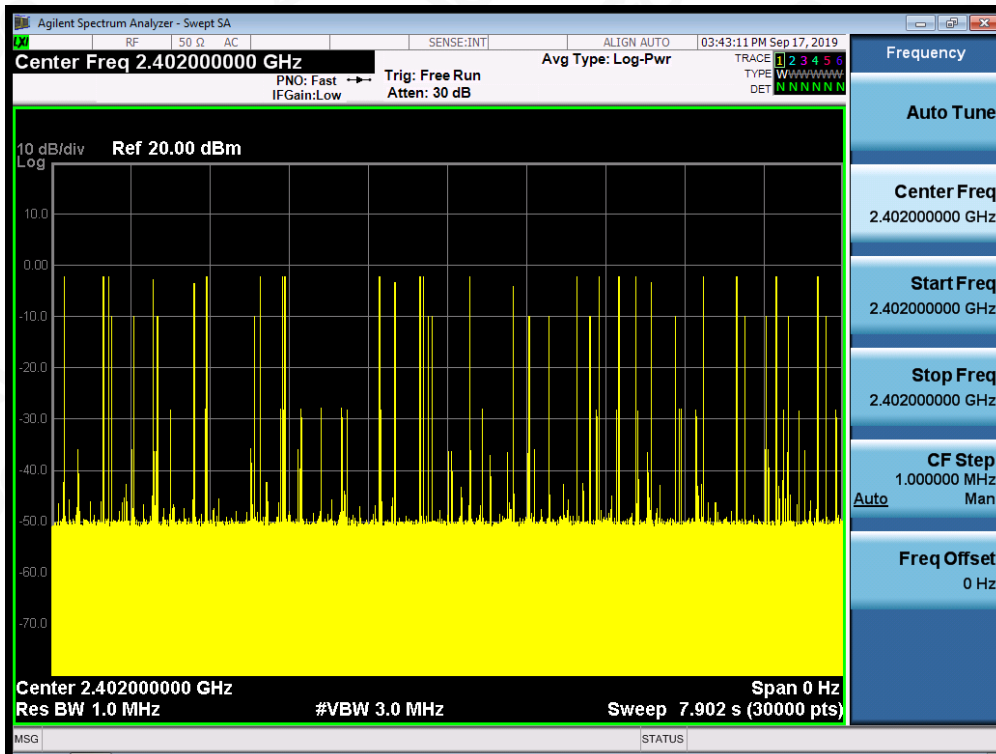 Agilent Spectrum Analyzer - Swept SA
LXI RF 50 Ω AC SENSE:INT ALIGN AUTO 03:43:11 PM Sep 17, 2019
Center Freq 2.402000000 GHz
PNO: Fast
IFGain:Low
Trig: Free Run
Atten: 30 dB
Avg Type: Log-Pwr
TRACE 1 2 3 4 5 6
TYPE WWWWWW
DET N N N N N N
10 dB/div Ref 20.00 dBm
Log
10.0
0.00
-10.0
-20.0
-30.0
-40.0
-50.0
-60.0
-70.0
Center 2.402000000 GHz Span 0 Hz
Res BW 1.0 MHz #VBW 3.0 MHz Sweep 7.902 s (30000 pts)
MSG STATUS
Frequency
Auto Tune
Center Freq
2.402000000 GHz
Start Freq
2.402000000 GHz
Stop Freq
2.402000000 GHz
CF Step
1.000000 MHz
Auto Man
Freq Offset
0 Hz